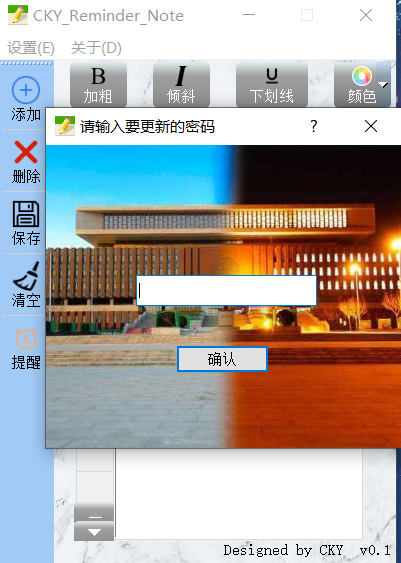 CKY_Reminder_Note
设置(E) 关于(D)
B I U
加粗 倾斜 下划线 颜色
添加
请输入要更新的密码 ?
删除
保存
清空
确认
提醒
Designed by CKY v0.1